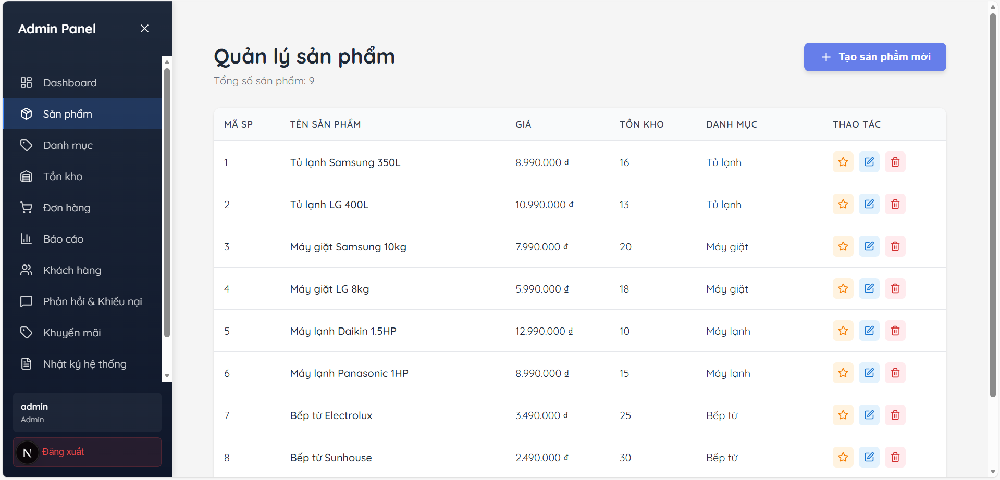 Admin Panel
Dashboard
Sản phẩm
Danh mục
Tồn kho
Đơn hàng
Báo cáo
Khách hàng
Phản hồi & Khiếu nại
Khuyến mãi
Nhật ký hệ thống
admin
Admin
N Đăng xuất
Quản lý sản phẩm
Tổng số sản phẩm: 9
Tạo sản phẩm mới
MÃ SP TÊN SẢN PHẨM GIÁ TỒN KHO DANH MỤC THAO TÁC
1 Tủ lạnh Samsung 350L 8.990.000 ₫ 16 Tủ lạnh
2 Tủ lạnh LG 400L 10.990.000 ₫ 13 Tủ lạnh
3 Máy giặt Samsung 10kg 7.990.000 ₫ 20 Máy giặt
4 Máy giặt LG 8kg 5.990.000 ₫ 18 Máy giặt
5 Máy lạnh Daikin 1.5HP 12.990.000 ₫ 10 Máy lạnh
6 Máy lạnh Panasonic 1HP 8.990.000 ₫ 15 Máy lạnh
7 Bếp từ Electrolux 3.490.000 ₫ 25 Bếp từ
8 Bếp từ Sunhouse 2.490.000 ₫ 30 Bếp từ